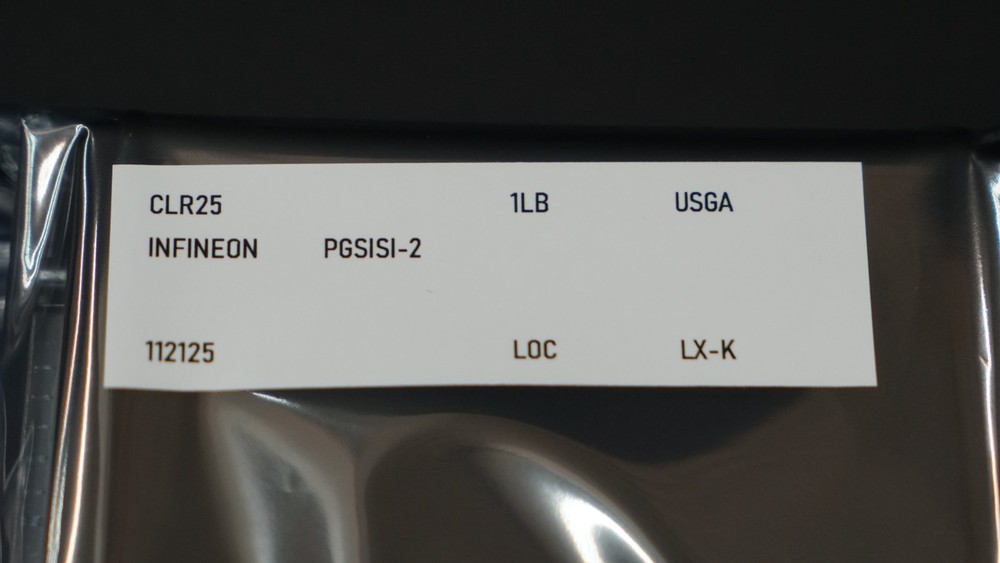 CLR25 1LB USGA
INFINEON PGSISI-2
112125 LOC LX-K